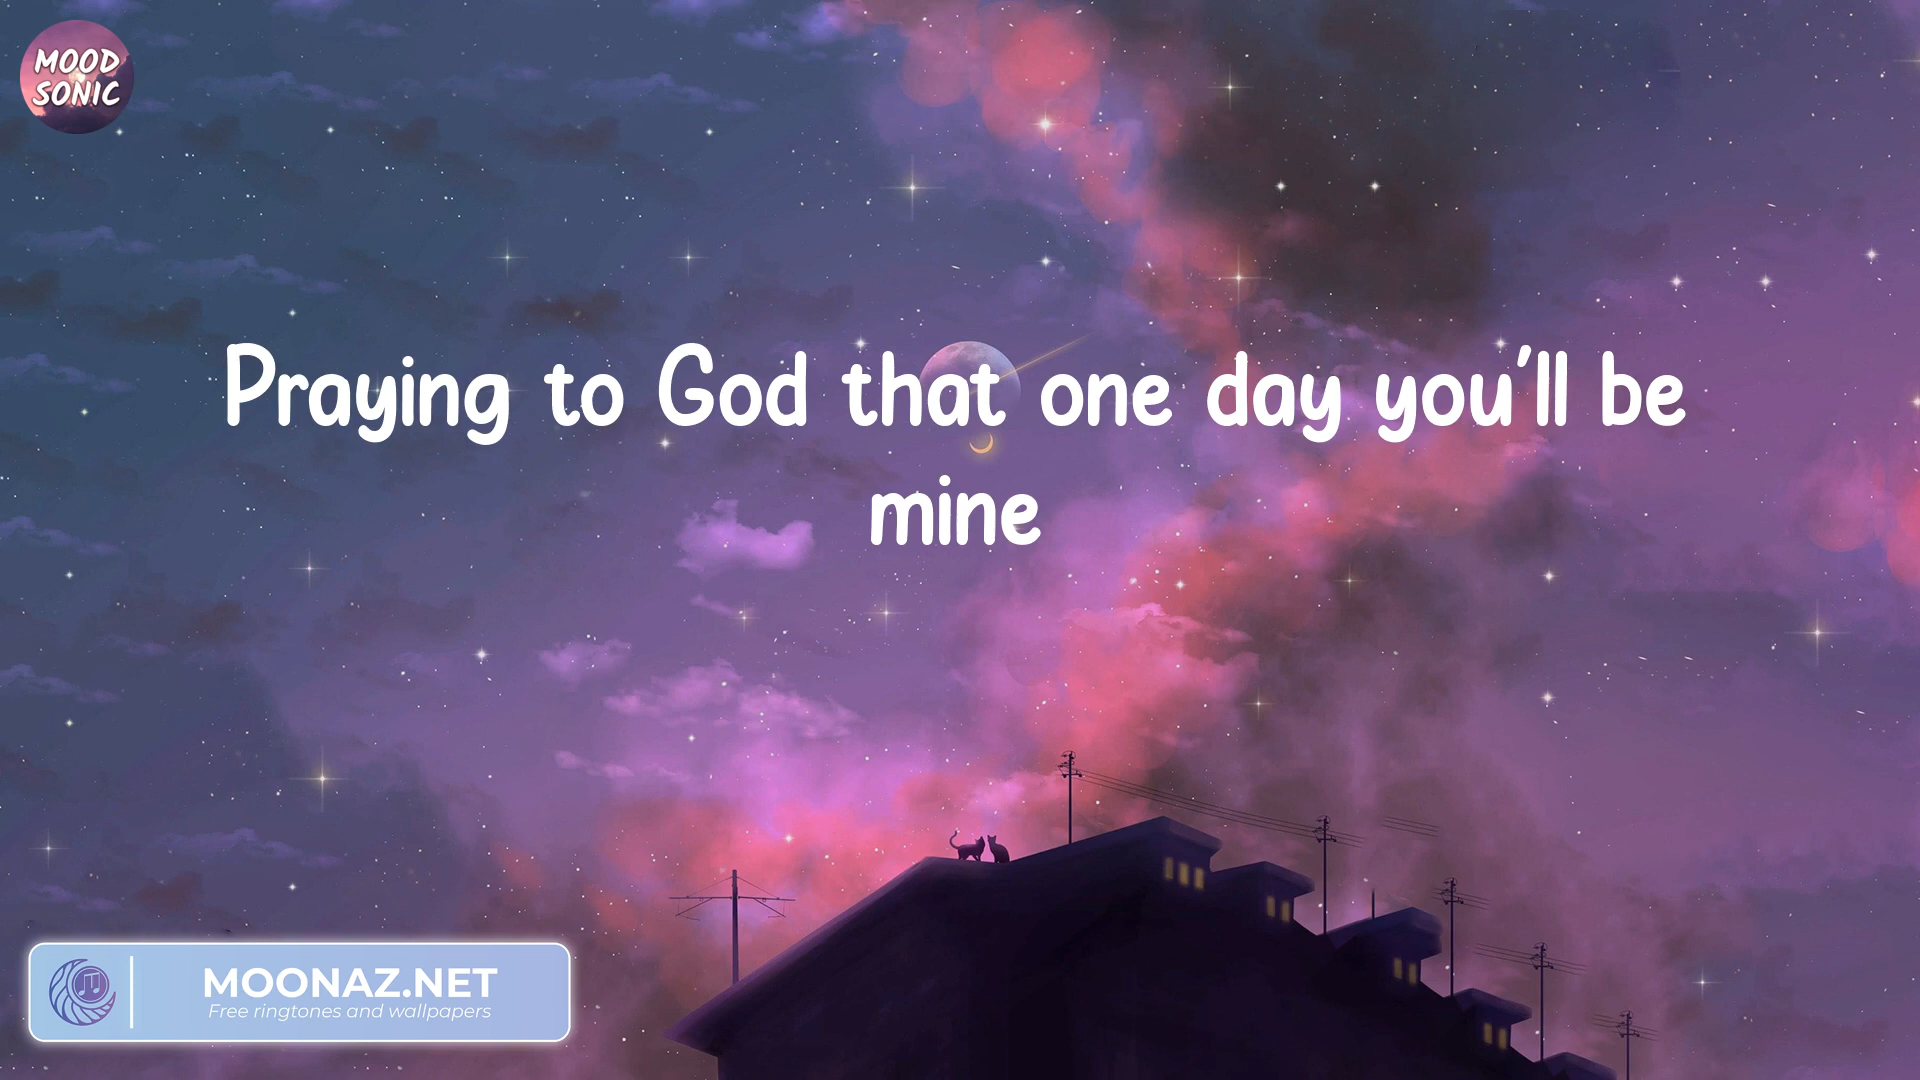 MOOD
SONIC
Praying to God that one day you'll be
mine
MOONAZ.NET
Free ringtones and wallpapers